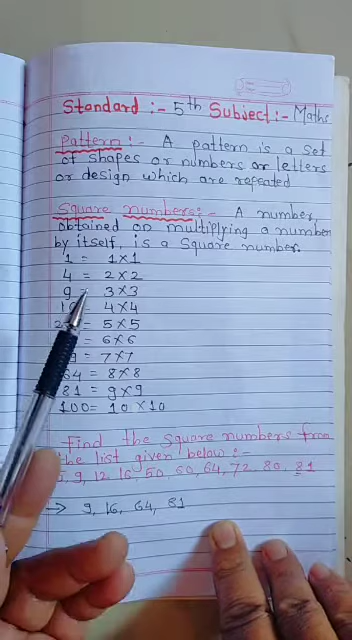 Standard :- 5th Subject :- Maths
Pattern :- A pattern is a set
of shapes or numbers or letters
or design which are repeated
Square numbers :- A number,
obtained on multiplying a number
by itself, is a square number.
1 = 1×1
4 = 2×2
9 = 3×3
= 4×4
= 5×5
= 6×6
= 7×7
64 = 8×8
81 = 9×9
100 = 10×10
Find the square numbers from
the list given below :-
9, 12, 16, 50, 60, 64, 72, 80, 81
→ 9, 16, 64, 81